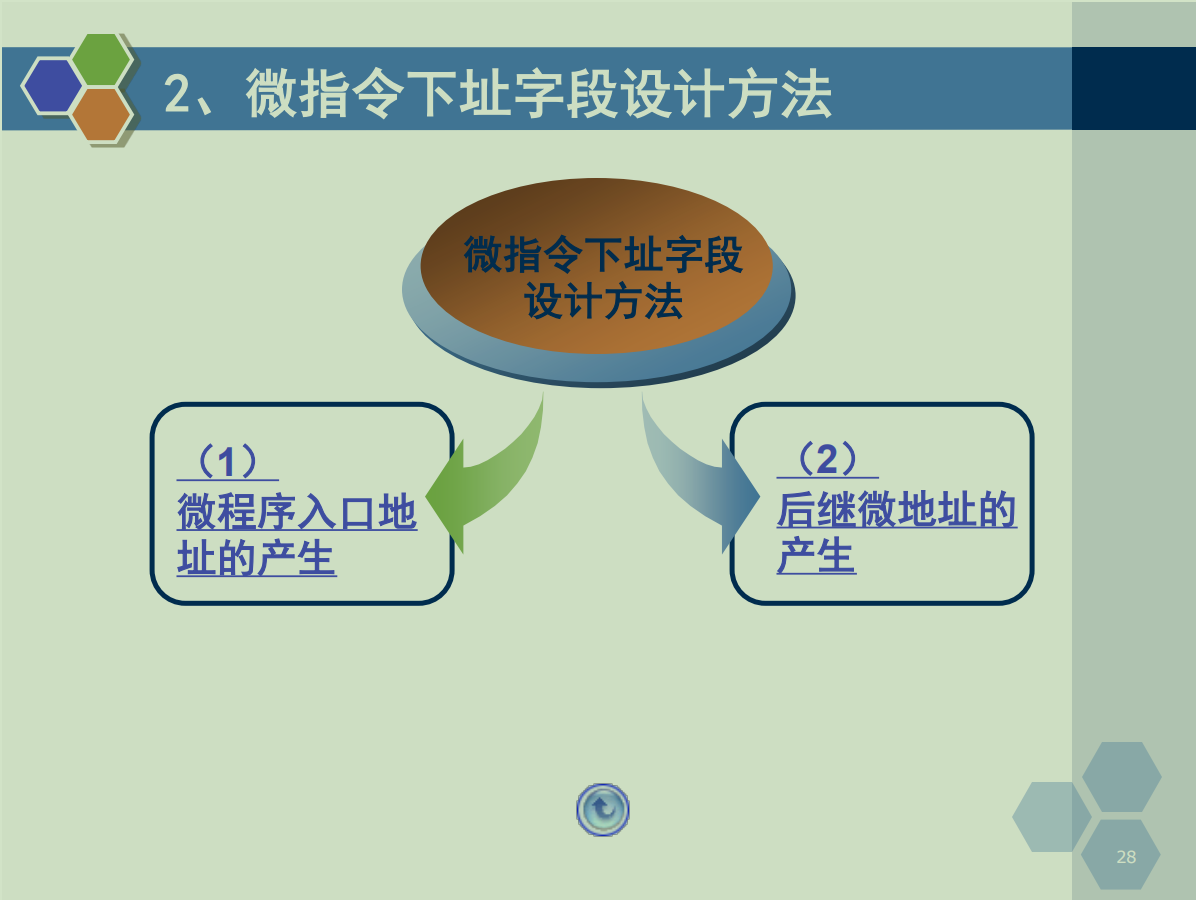 2、微指令下址字段设计方法
微指令下址字段
设计方法
（1）
微程序入口地
址的产生
（2）
后继微地址的
产生
28